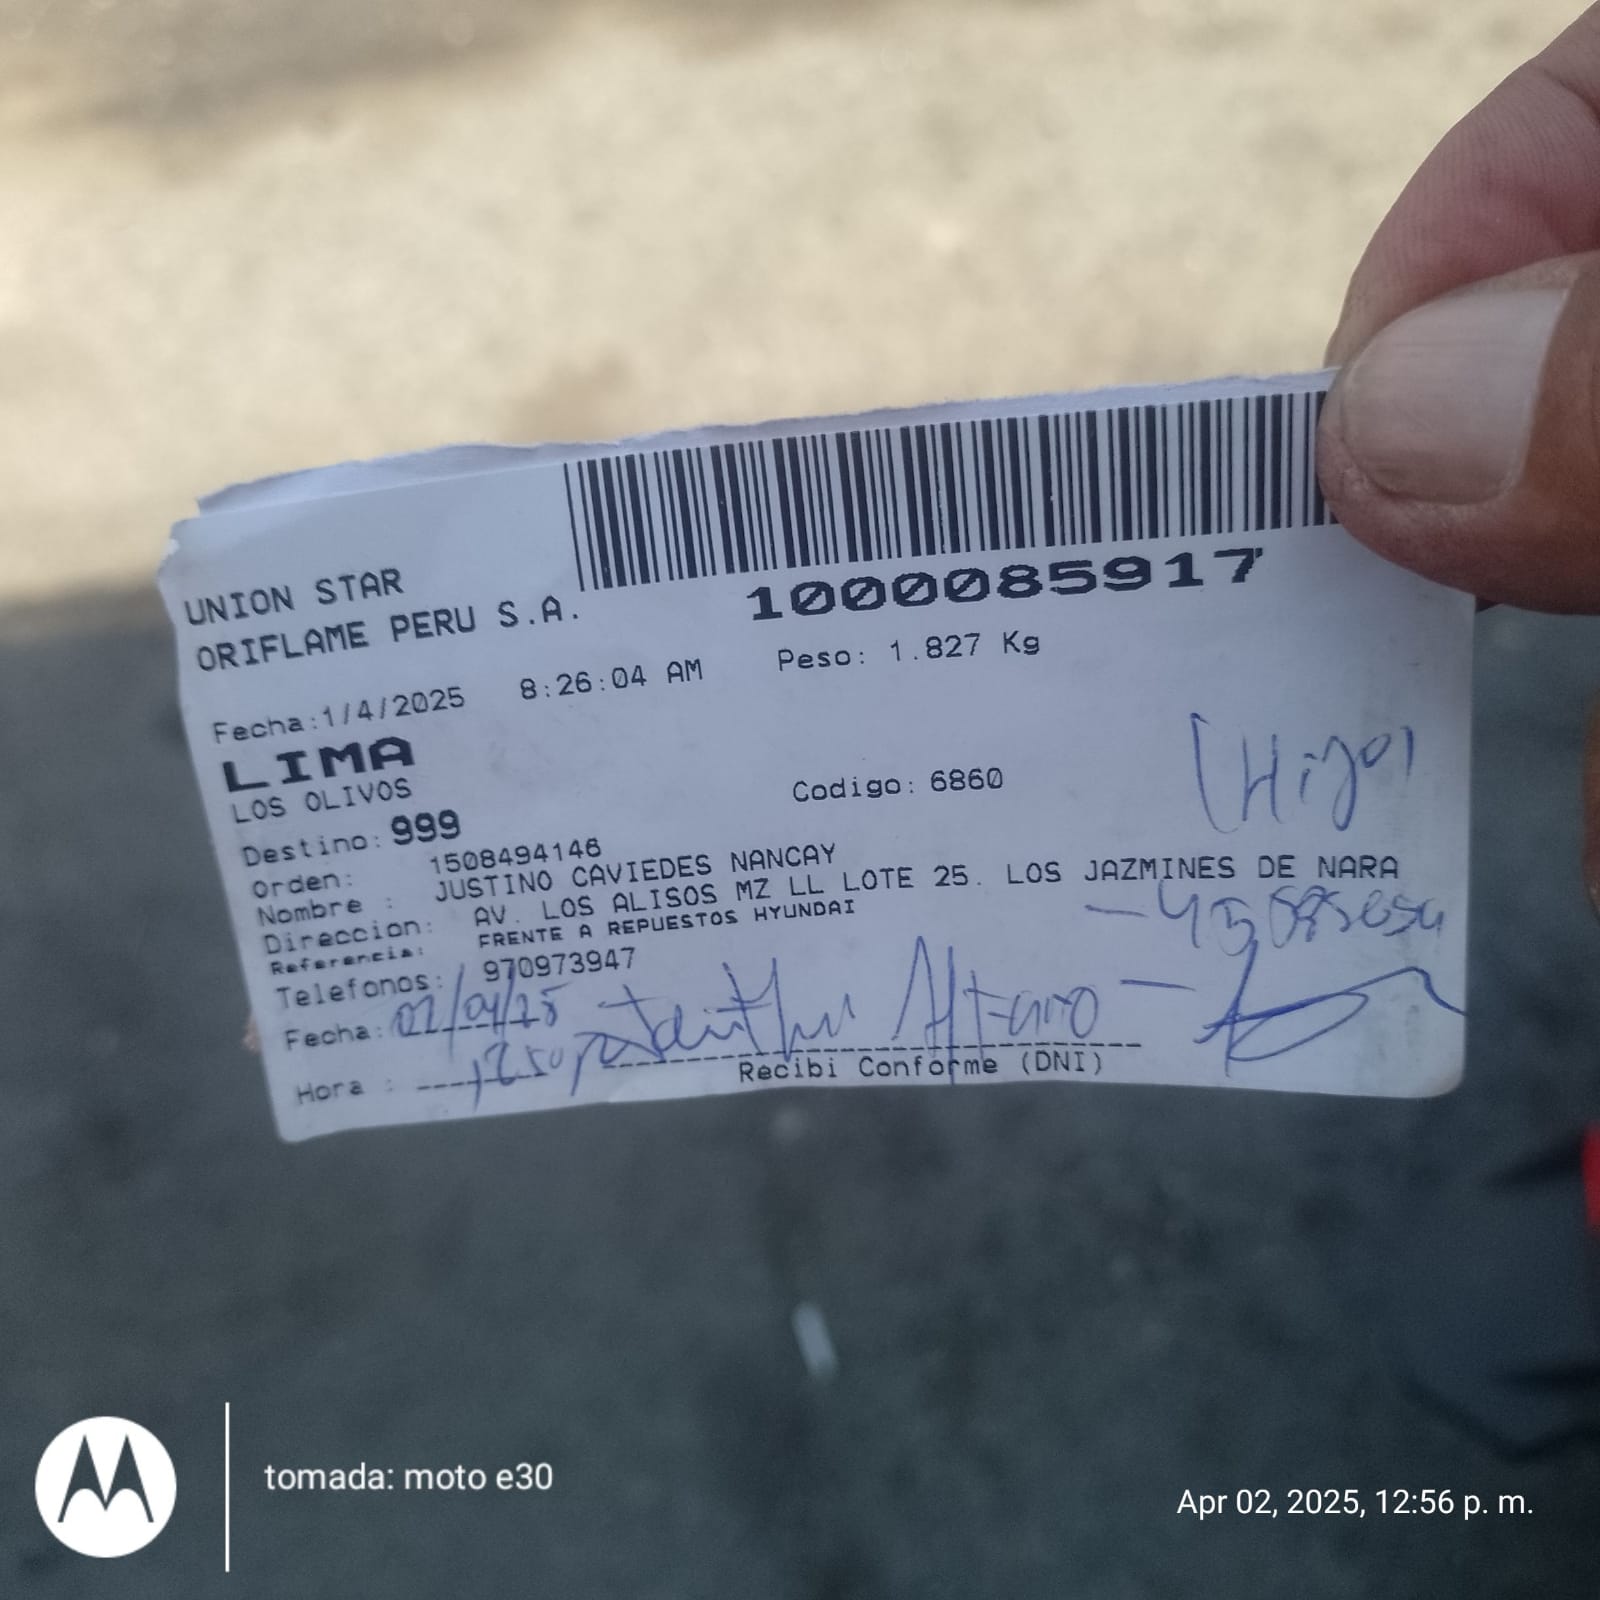 UNION STAR
ORIFLAME PERU S.A.
1000085917
Fecha:1/4/2025 8:26:04 AM Peso: 1.827 Kg
LIMA
LOS OLIVOS
Codigo: 6860
(Hijo)
Destino: 999
Orden: 1508494146
Nombre : JUSTINO CAVIEDES NANCAY
Direccion: AV. LOS ALISOS MZ LL LOTE 25. LOS JAZMINES DE NARA
Referencia: FRENTE A REPUESTOS HYUNDAI
Telefonos: 970973947
Fecha: 02/04/25
Alfaro
Hora :
Recibi Conforme (DNI)
tomada: moto e30
Apr 02, 2025, 12:56 p. m.